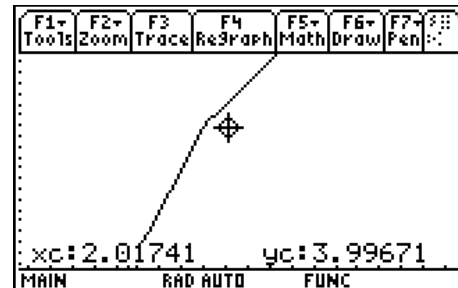 F1 F2 F3 F4 F5 F6 F7
Tools Zoom Trace ReGraph Math Draw Pen
xc:2.01741 yc:3.99671
MAIN RAD AUTO FUNC